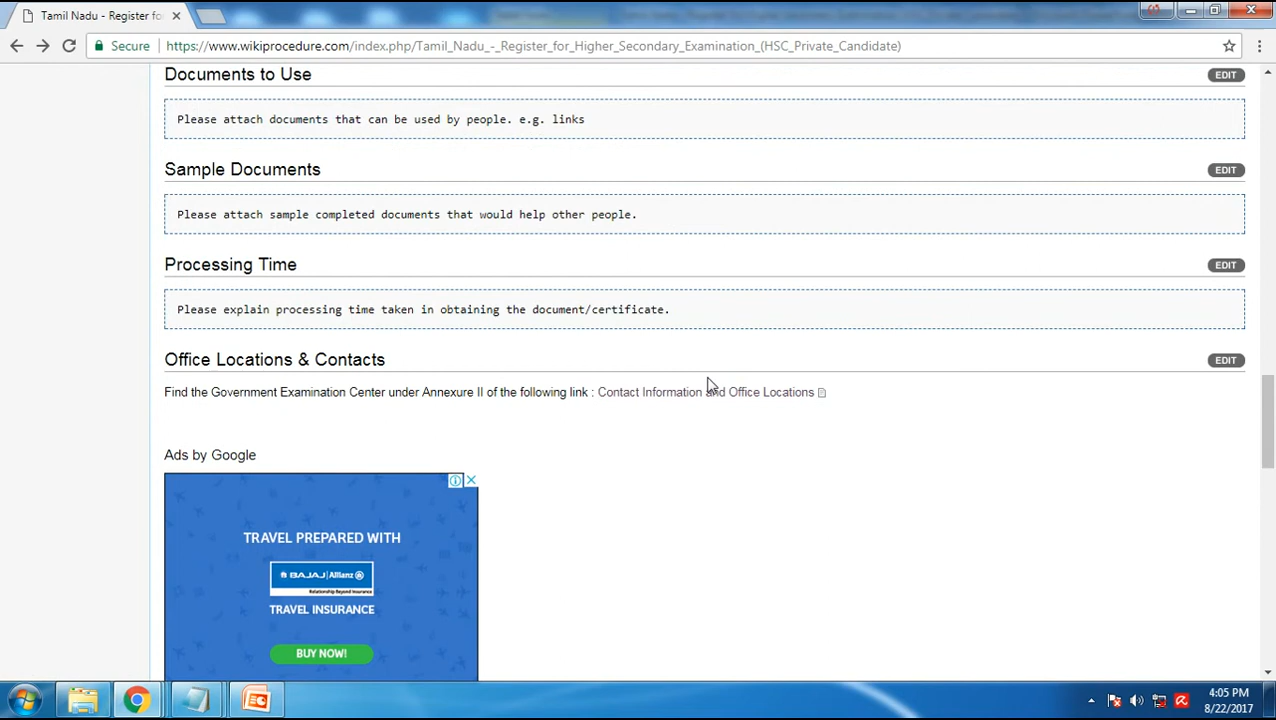 Tamil Nadu - Register fo
Secure
https://www.wikiprocedure.com/index.php/Tamil_Nadu_-_Register_for_Higher_Secondary_Examination_(HSC_Private_Candidate)
Documents to Use
EDIT
Please attach documents that can be used by people. e.g. links
Sample Documents
EDIT
Please attach sample completed documents that would help other people.
Processing Time
EDIT
Please explain processing time taken in obtaining the document/certificate.
Office Locations & Contacts
EDIT
Find the Government Examination Center under Annexure II of the following link : Contact Information and Office Locations
Ads by Google
TRAVEL PREPARED WITH
BAJAJ Allianz
Relationship Beyond Insurance
TRAVEL INSURANCE
BUY NOW!
4:05 PM
8/22/2017